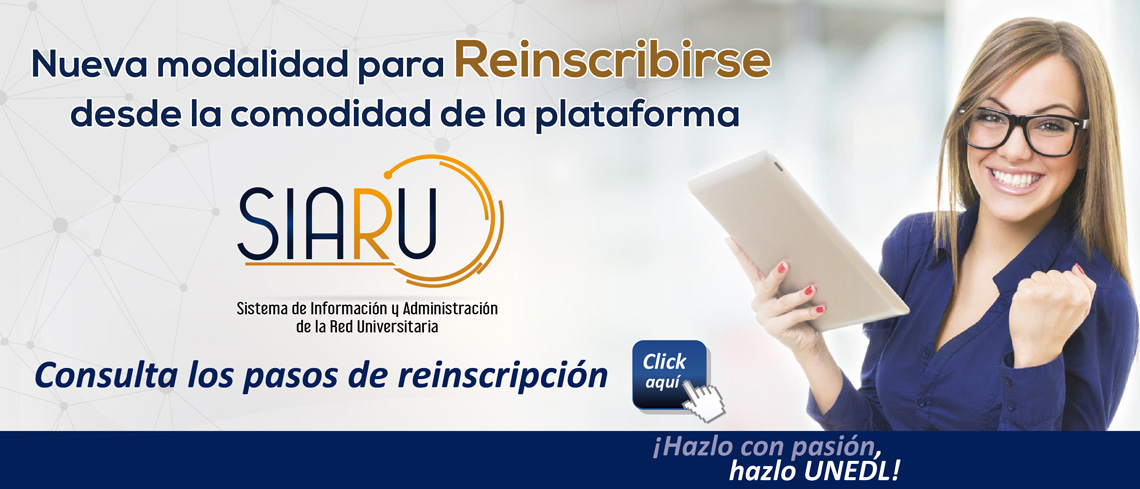 Nueva modalidad para Reinscribirse
desde la comodidad de la plataforma
SIARU
Sistema de Información y Administración
de la Red Universitaria
Consulta los pasos de reinscripción
Click
aquí
¡Hazlo con pasión,
hazlo UNEDL!